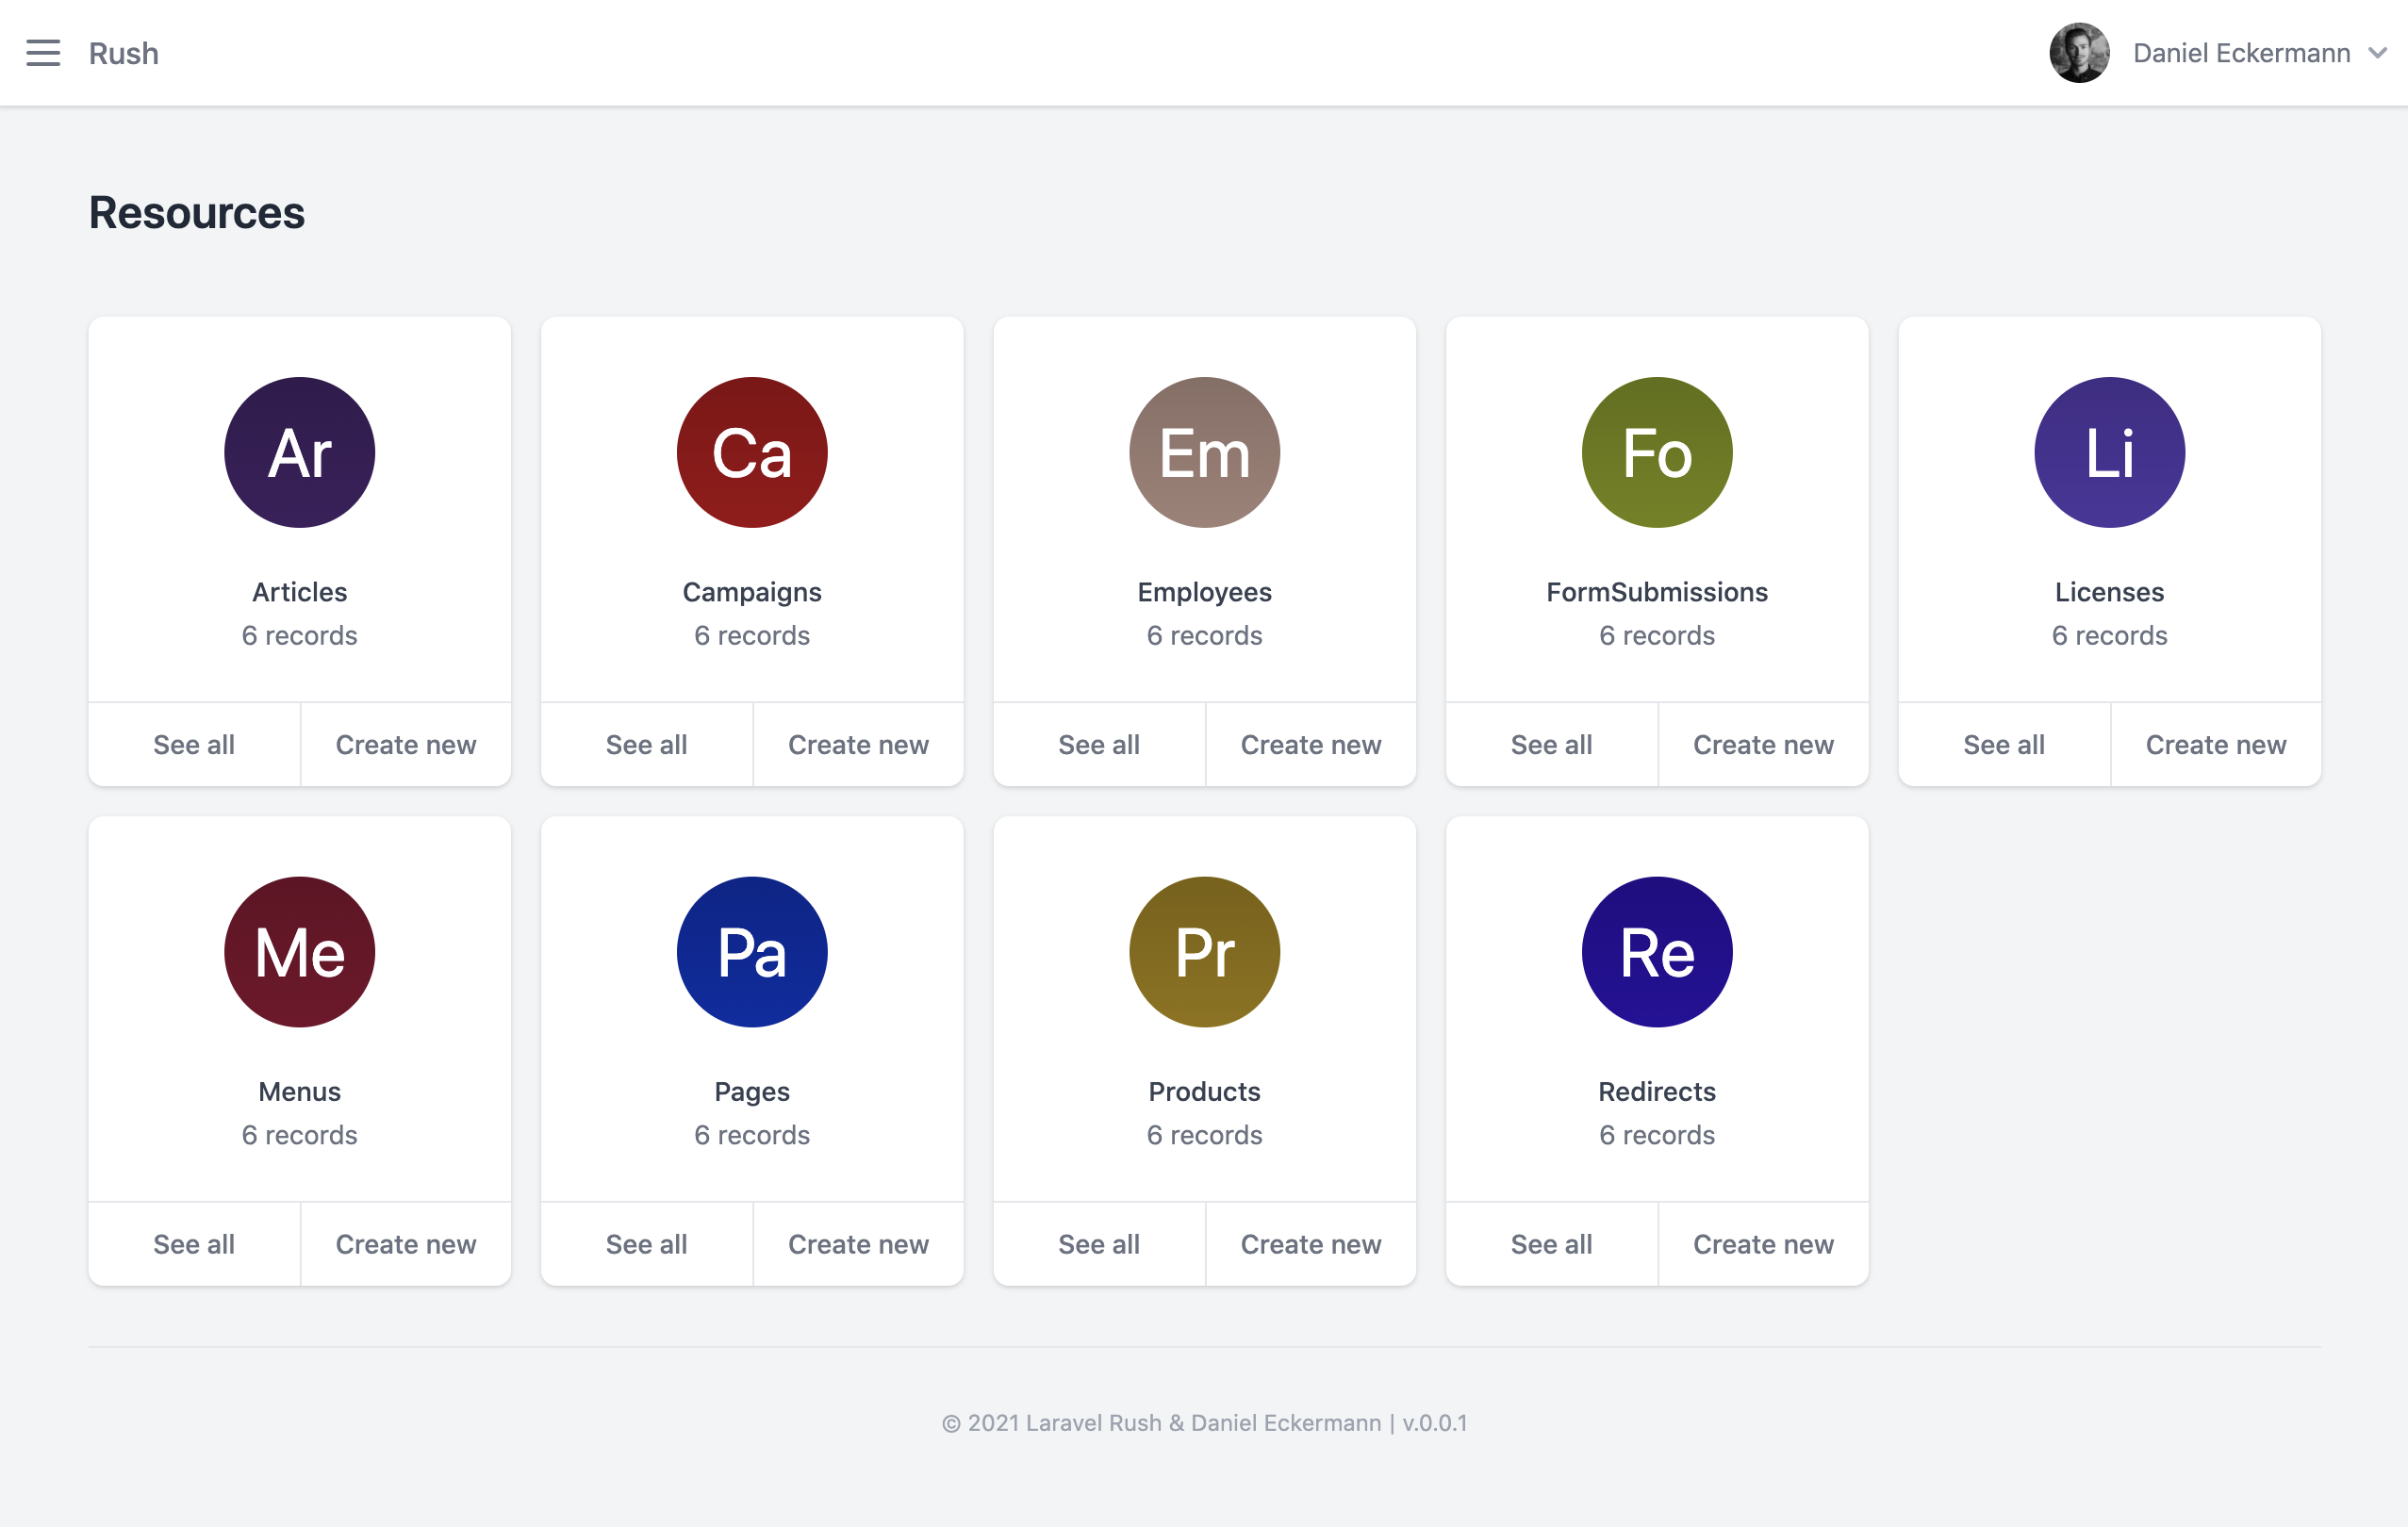 Rush
Daniel Eckermann
Resources
Ar
Articles
6 records
See all
Create new
Ca
Campaigns
6 records
See all
Create new
Em
Employees
6 records
See all
Create new
Fo
FormSubmissions
6 records
See all
Create new
Li
Licenses
6 records
See all
Create new
Me
Menus
6 records
See all
Create new
Pa
Pages
6 records
See all
Create new
Pr
Products
6 records
See all
Create new
Re
Redirects
6 records
See all
Create new
© 2021 Laravel Rush & Daniel Eckermann | v.0.0.1